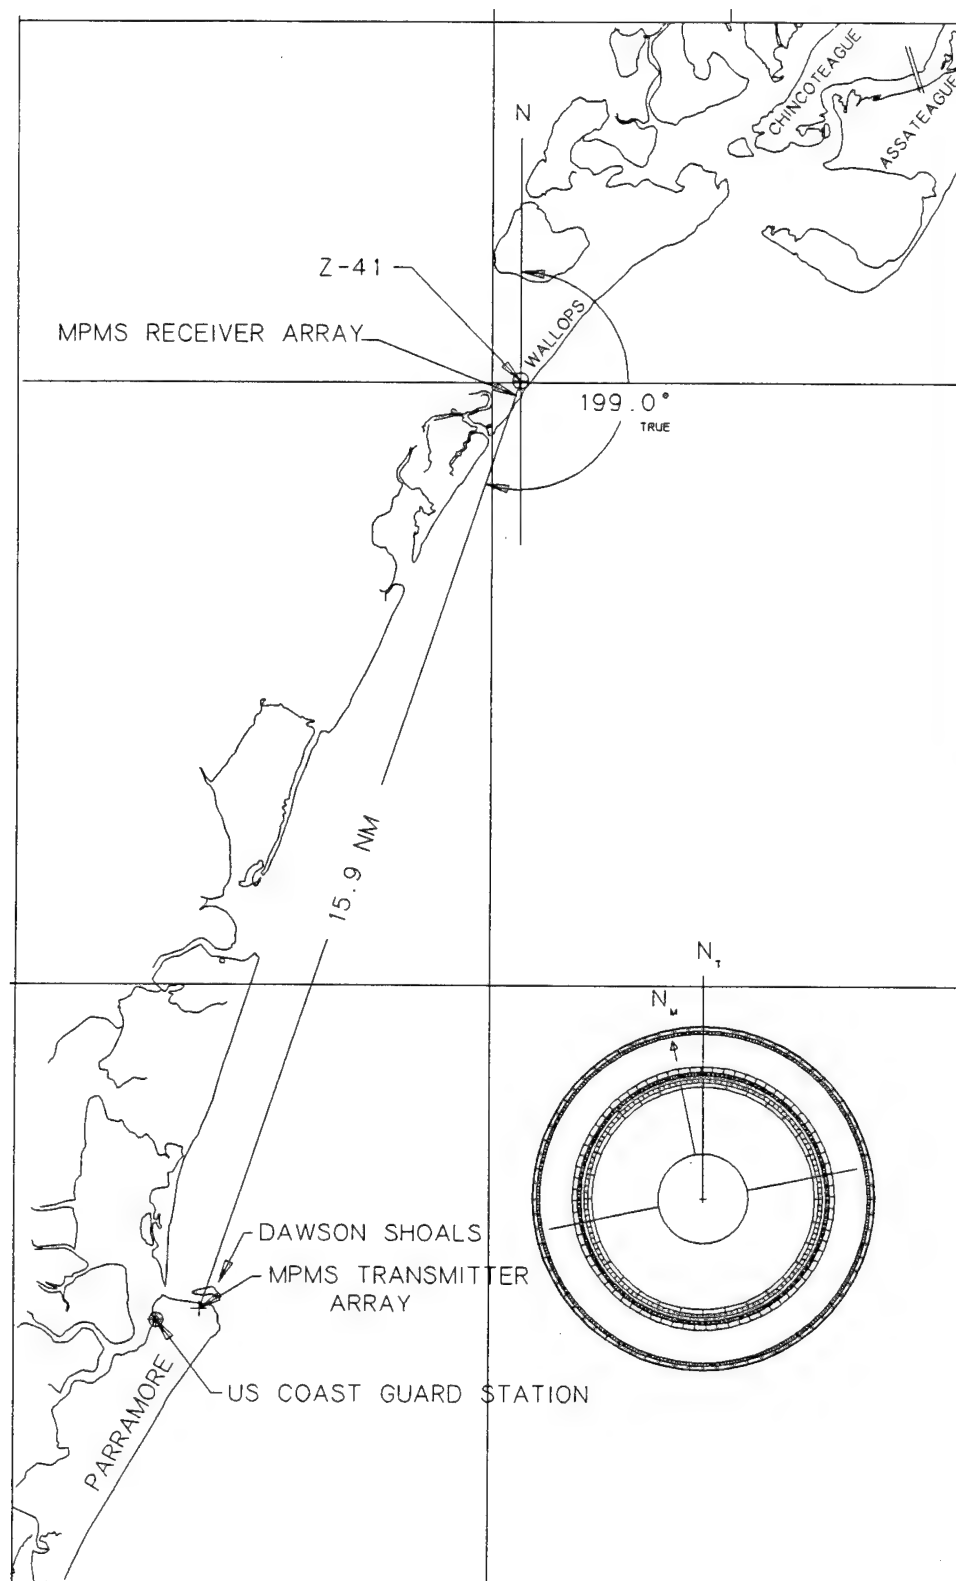 CHINCOTEAGUE
ASSATEAGUE
N
Z-41
WALLOPS
MPMS RECEIVER ARRAY
199.0°
TRUE
15.9 NM
N T
N M
DAWSON SHOALS
MPMS TRANSMITTER
ARRAY
US COAST GUARD STATION
PARRAMORE